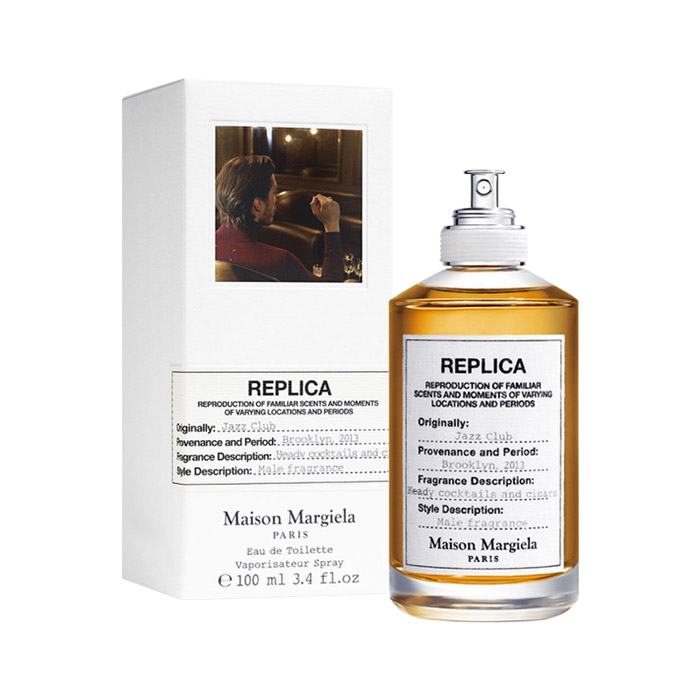 REPLICA
REPRODUCTION OF FAMILIAR SCENTS AND MOMENTS
OF VARYING LOCATIONS AND PERIODS
Originally: Jazz Club
Provenance and Period: Brooklyn, 2013
Fragrance Description: Heady cocktails and ci
Style Description: Male fragrance
Maison Margiela
PARIS
Eau de Toilette
Vaporisateur Spray
℮ 100 ml 3.4 fl.oz
REPLICA
REPRODUCTION OF FAMILIAR
SCENTS AND MOMENTS OF VARYING
LOCATIONS AND PERIODS
Originally:
Jazz Club
Provenance and Period:
Brooklyn, 2013
Fragrance Description:
Heady cocktails and cigars
Style Description:
Male fragrance
Maison Margiela
PARIS